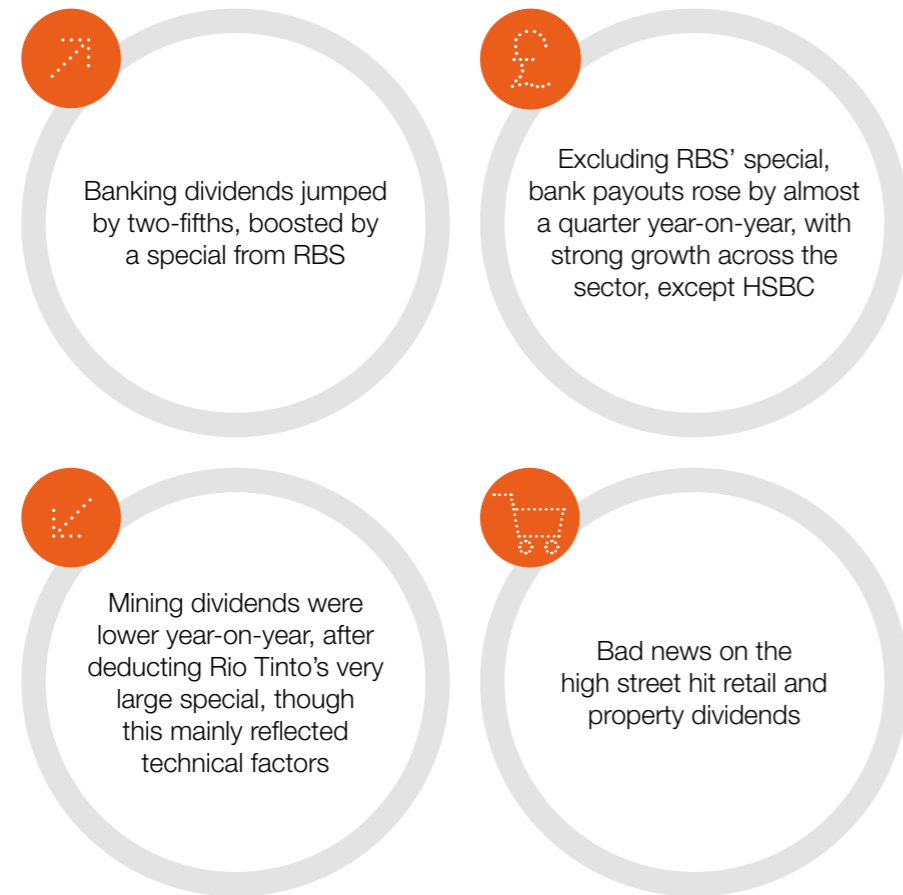 Banking dividends jumped
by two-fifths, boosted by
a special from RBS
£
Excluding RBS’ special,
bank payouts rose by almost
a quarter year-on-year, with
strong growth across the
sector, except HSBC
Mining dividends were
lower year-on-year, after
deducting Rio Tinto’s very
large special, though
this mainly reflected
technical factors
Bad news on the
high street hit retail and
property dividends